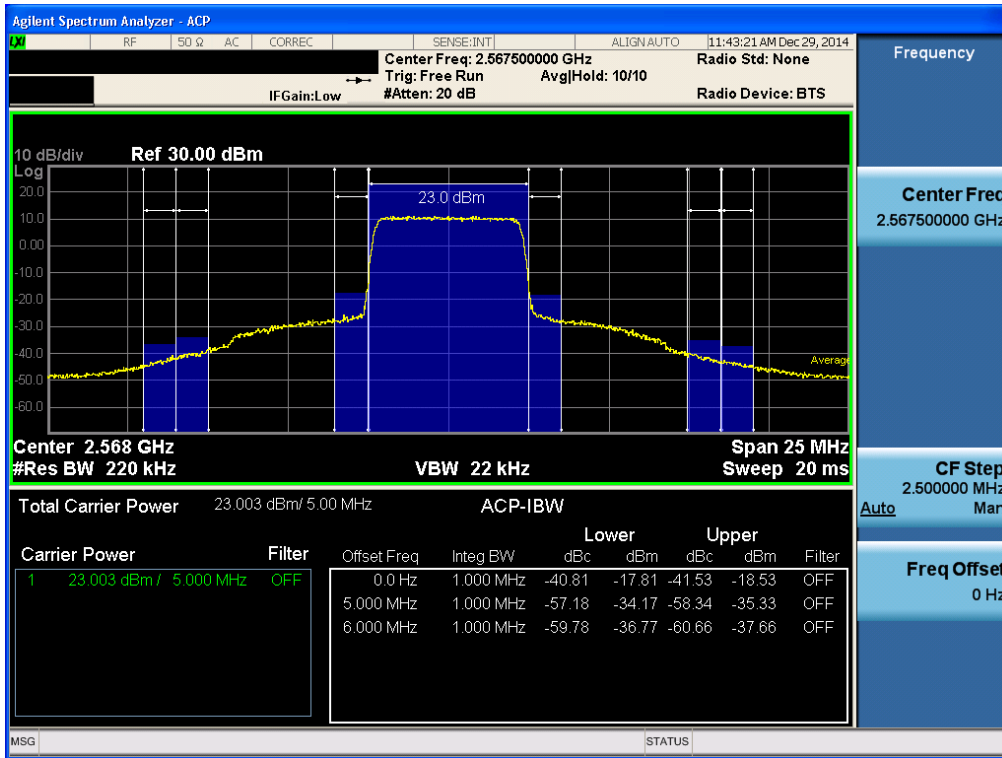 Agilent Spectrum Analyzer - ACP
LXI RF 50 Ω AC CORREC SENSE:INT ALIGN AUTO 11:43:21 AM Dec 29, 2014
Center Freq: 2.567500000 GHz Radio Std: None
Trig: Free Run Avg|Hold: 10/10
IFGain:Low #Atten: 20 dB Radio Device: BTS
10 dB/div Ref 30.00 dBm
Log
20.0
10.0
0.00
-10.0
-20.0
-30.0
-40.0
-50.0
-60.0
23.0 dBm
Average
Center 2.568 GHz Span 25 MHz
#Res BW 220 kHz VBW 22 kHz Sweep 20 ms
Total Carrier Power 23.003 dBm/ 5.00 MHz ACP-IBW
Lower Upper
Carrier Power Filter Offset Freq Integ BW dBc dBm dBc dBm Filter
1 23.003 dBm / 5.000 MHz OFF 0.0 Hz 1.000 MHz -40.81 -17.81 -41.53 -18.53 OFF
5.000 MHz 1.000 MHz -57.18 -34.17 -58.34 -35.33 OFF
6.000 MHz 1.000 MHz -59.78 -36.77 -60.66 -37.66 OFF
MSG STATUS
Frequency
Center Freq
2.567500000 GHz
CF Step
2.500000 MHz
Auto Man
Freq Offset
0 Hz